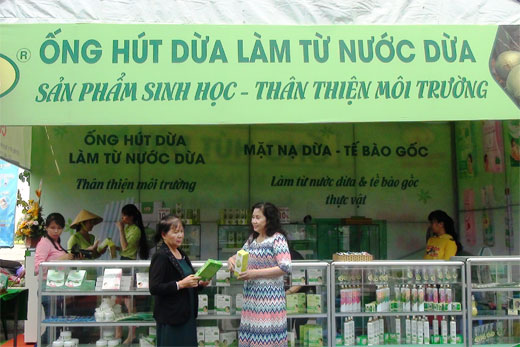 ®
ỐNG HÚT DỪA LÀM TỪ NƯỚC DỪA
SẢN PHẨM SINH HỌC - THÂN THIỆN MÔI TRƯỜNG
ỐNG HÚT DỪA
LÀM TỪ NƯỚC DỪA
Thân thiện môi trường
MẶT NẠ DỪA - TẾ BÀO GỐC
Làm từ nước dừa & tế bào gốc
thực vật